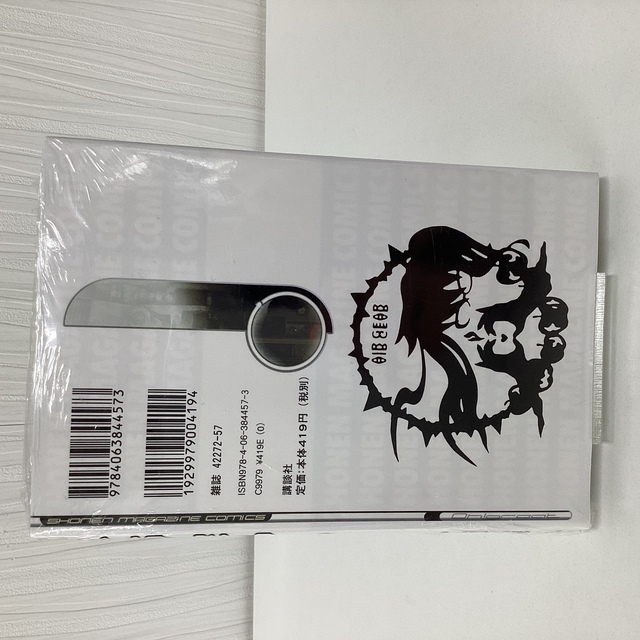 9784063844573
1929979004194
雑誌 42272-57
ISBN978-4-06-384457-3
C9979 ¥419E (0)
講談社
定価:本体419円（税別）
SHONEN MAGAZINE COMICS